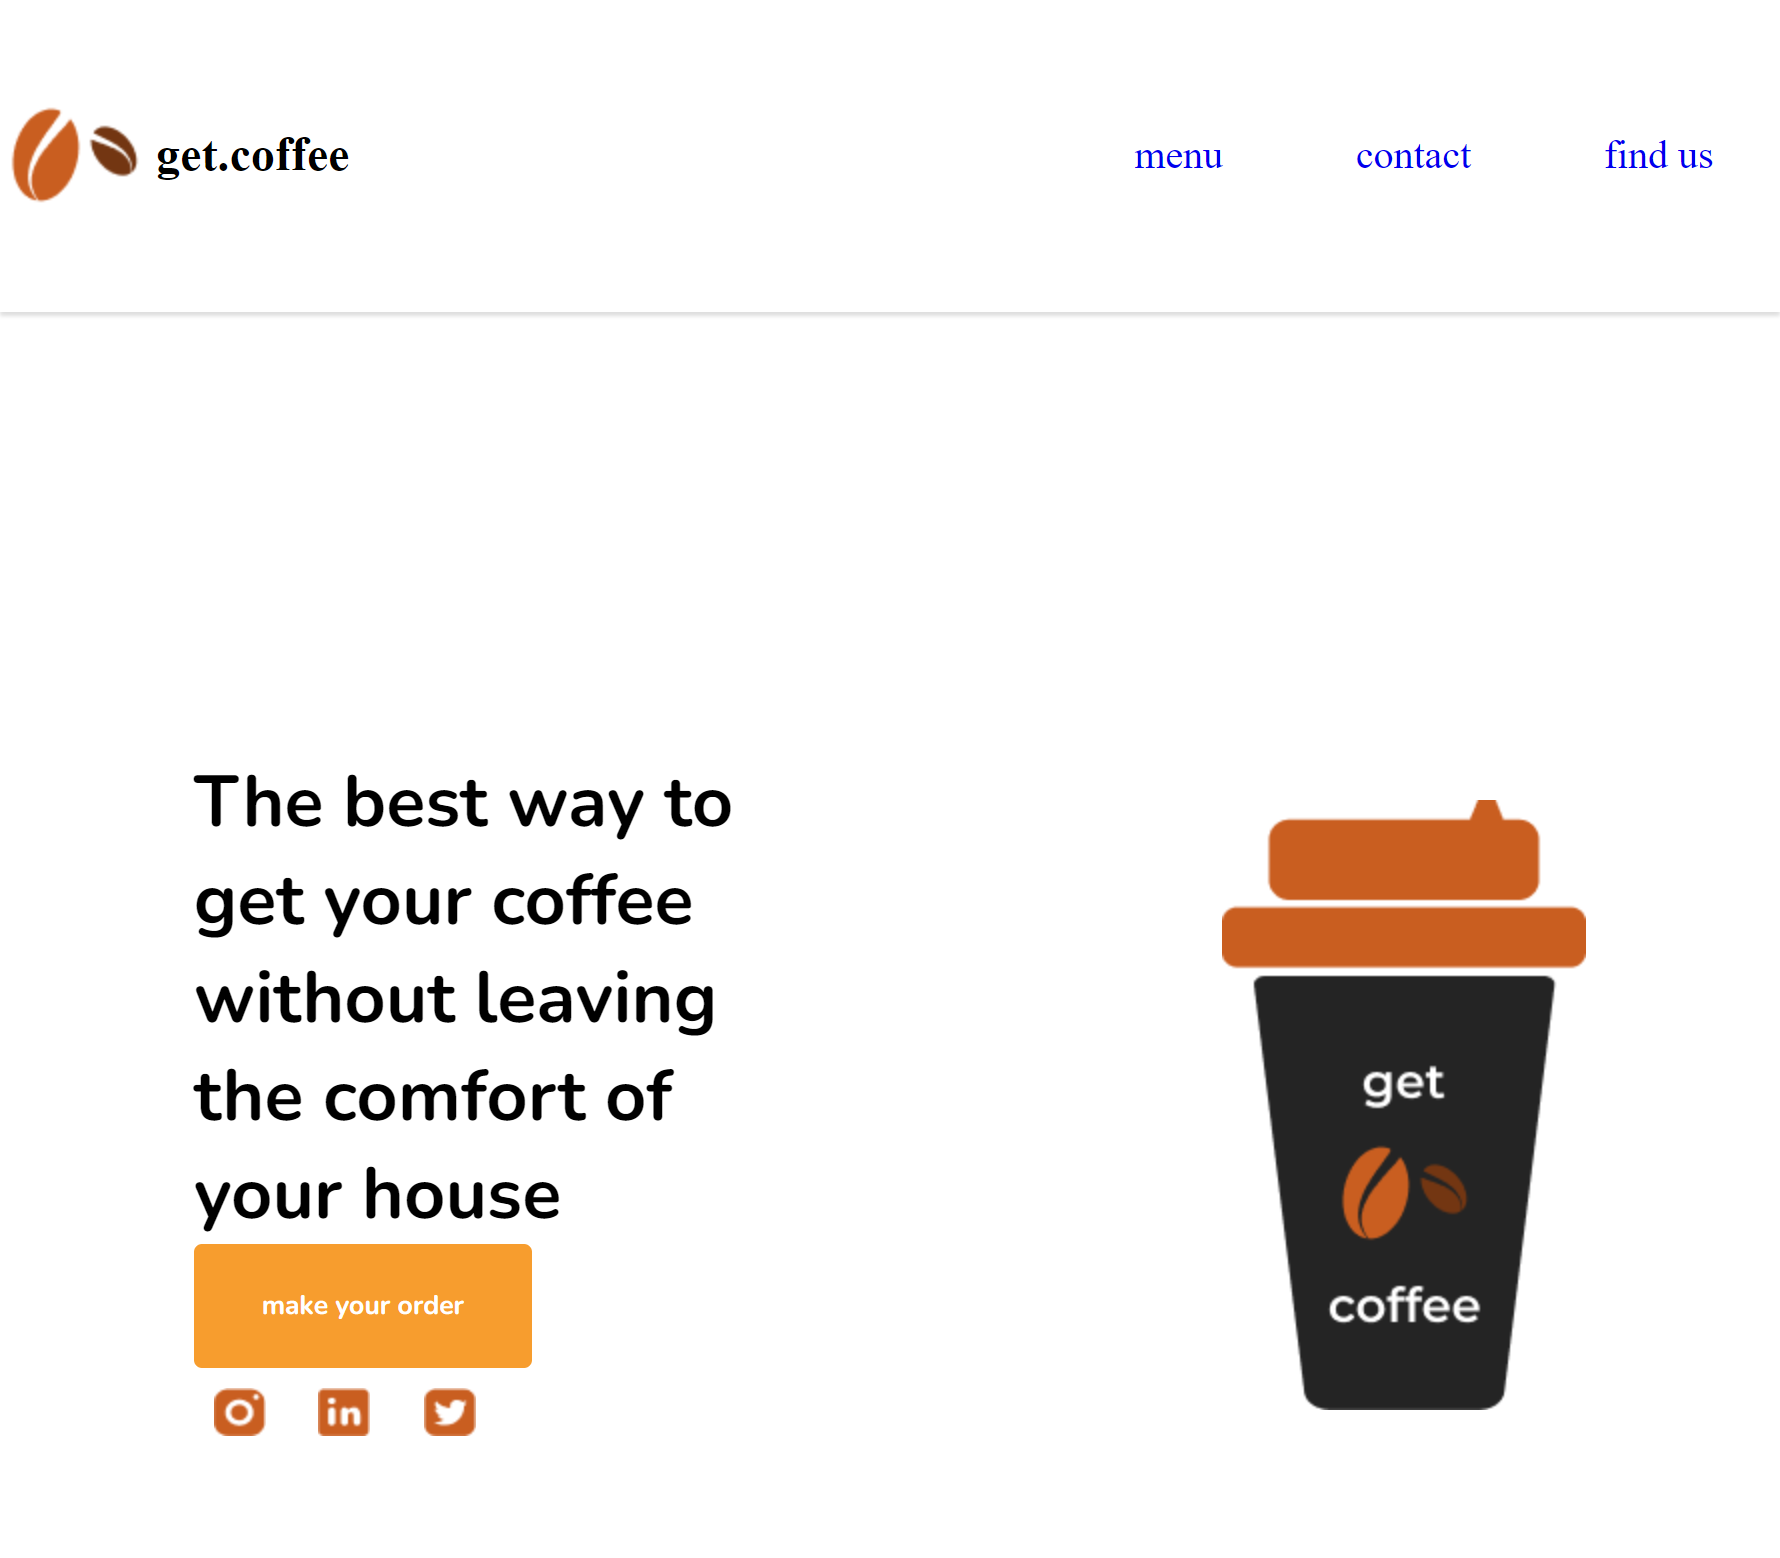 get.coffee
menu
contact
find us
The best way to
get your coffee
without leaving
the comfort of
your house
make your order
in
get
coffee